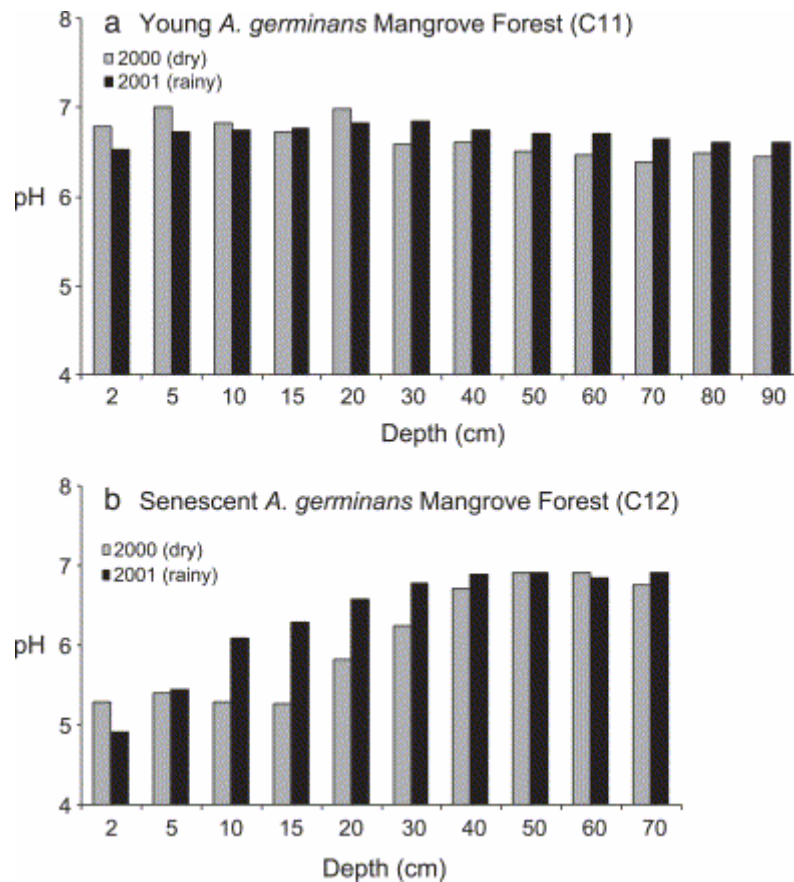 a Young A. germinans Mangrove Forest (C11)
2000 (dry)
2001 (rainy)
8
7
6
5
4
pH
2 5 10 15 20 30 40 50 60 70 80 90
Depth (cm)
b Senescent A. germinans Mangrove Forest (C12)
2000 (dry)
2001 (rainy)
8
7
6
5
4
pH
2 5 10 15 20 30 40 50 60 70
Depth (cm)